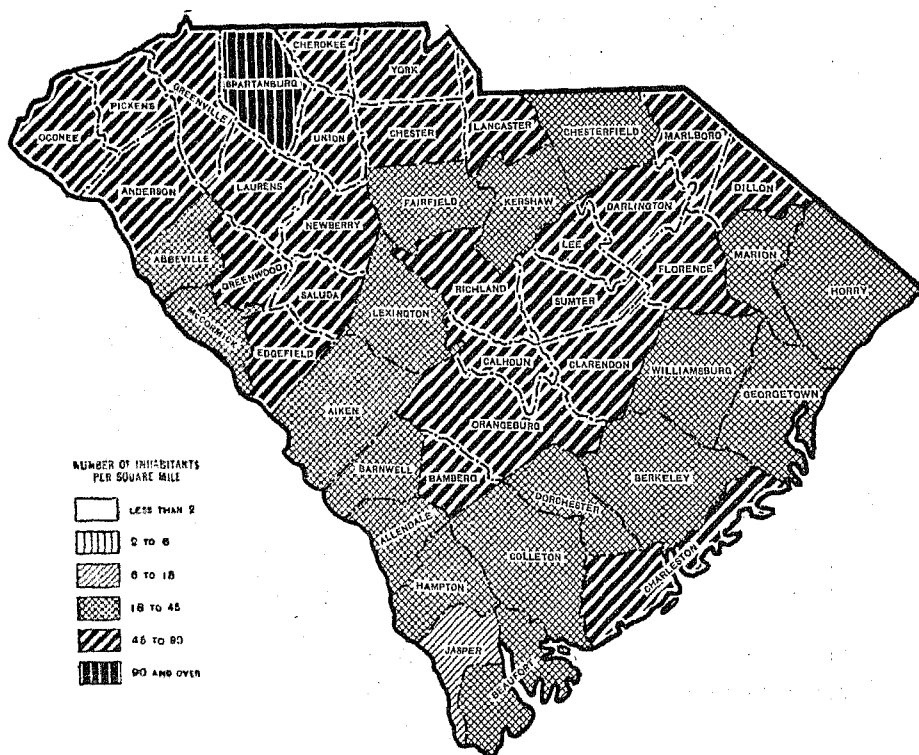 CHEROKEE
YORK
SPARTANBURG
PICKENS
GREENVILLE
OCONEE
UNION
CHESTER
LANCASTER
CHESTERFIELD
MARLBORO
ANDERSON
LAURENS
DILLON
FAIRFIELD
KERSHAW
DARLINGTON
NEWBERRY
LEE
ABBEVILLE
GREENWOOD
MARION
FLORENCE
RICHLAND
SUMTER
HORRY
SALUDA
LEXINGTON
McCORMICK
EDGEFIELD
CALHOUN
CLARENDON
WILLIAMSBURG
GEORGETOWN
AIKEN
ORANGEBURG
BARNWELL
BAMBERG
BERKELEY
DORCHESTER
ALLENDALE
COLLETON
CHARLESTON
HAMPTON
JASPER
BEAUFORT
NUMBER OF INHABITANTS
PER SQUARE MILE
LESS THAN 2
2 TO 6
6 TO 18
18 TO 45
45 TO 90
90 AND OVER